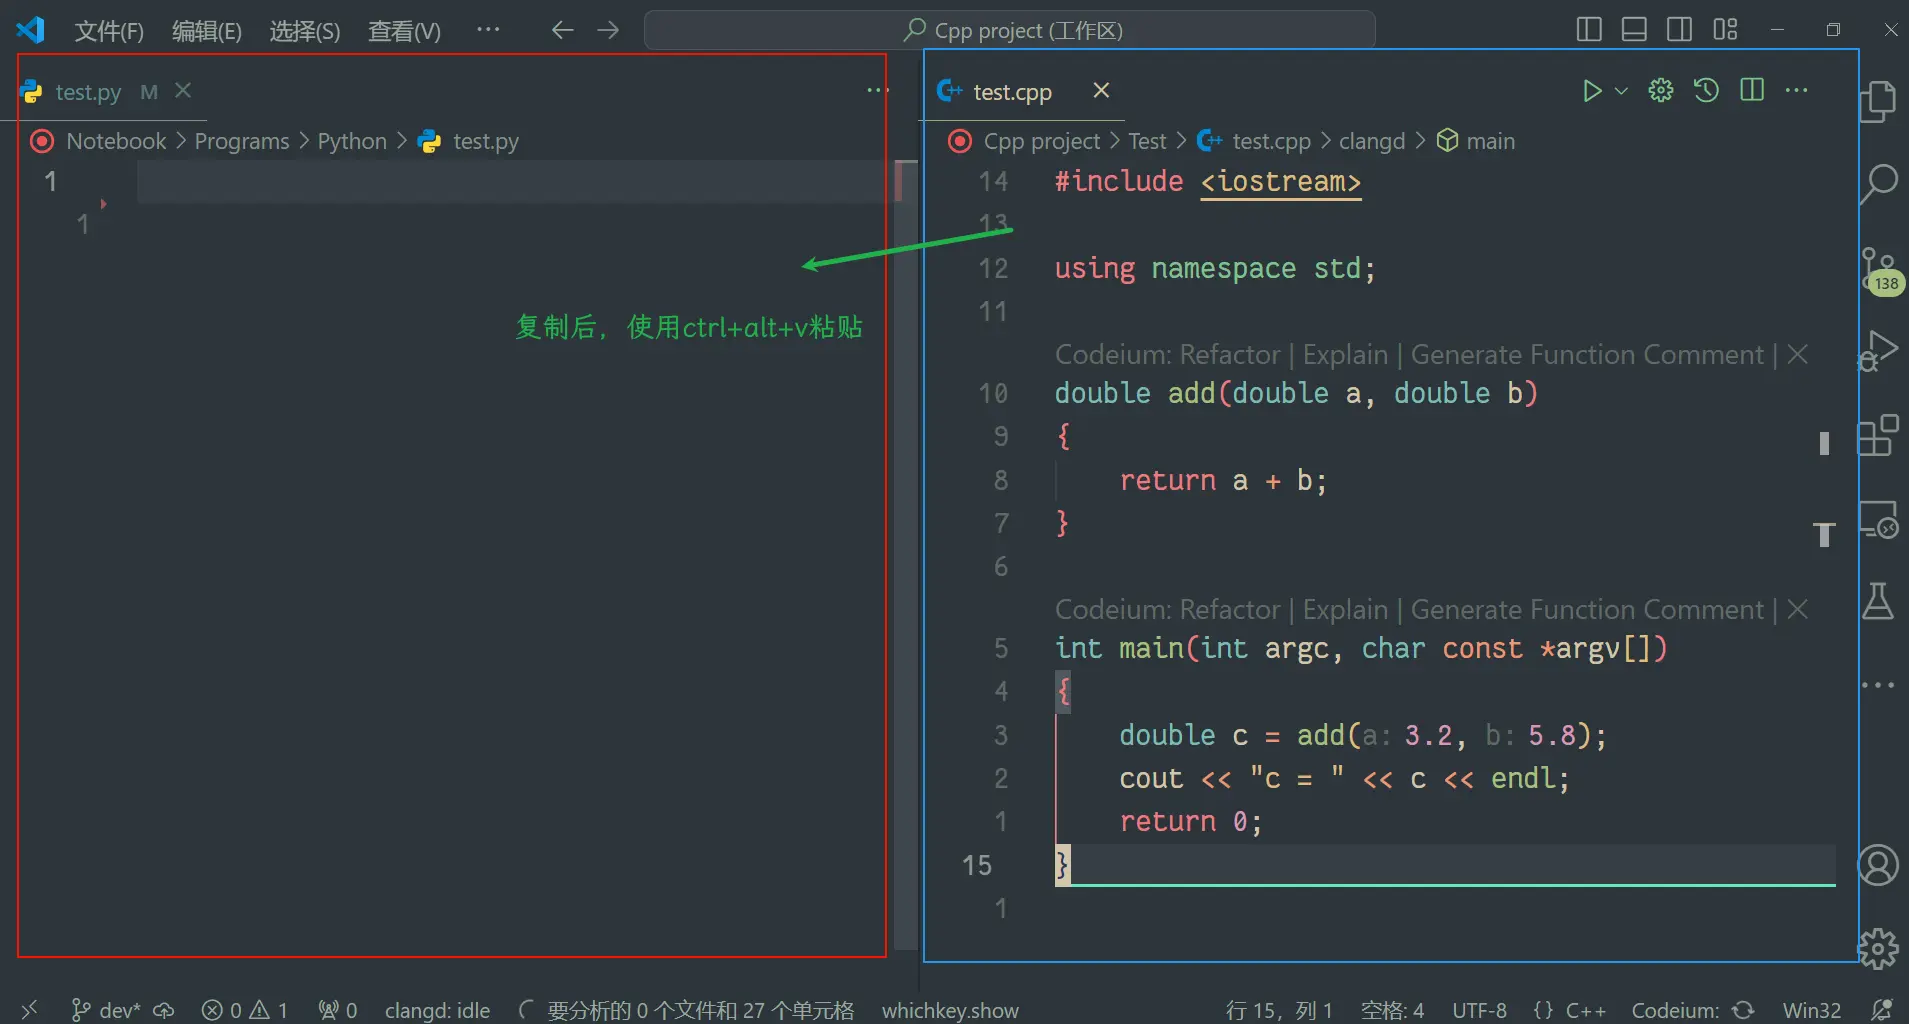 文件(F) 编辑(E) 选择(S) 查看(V) ··· Cpp project (工作区)
test.py M
Notebook > Programs > Python > test.py
1
1
复制后，使用ctrl+alt+v粘贴
test.cpp
Cpp project > Test > test.cpp > clangd > main
14 #include <iostream>
13
12 using namespace std;
11
Codeium: Refactor | Explain | Generate Function Comment | ×
10 double add(double a, double b)
9 {
8 return a + b;
7 }
6
Codeium: Refactor | Explain | Generate Function Comment | ×
5 int main(int argc, char const *argv[])
4 {
3 double c = add(a: 3.2, b: 5.8);
2 cout << "c = " << c << endl;
1 return 0;
15 }
1
138
dev* 0 1 0 clangd: idle 要分析的 0 个文件和 27 个单元格 whichkey.show 行 15，列 1 空格: 4 UTF-8 {} C++ Codeium: Win32